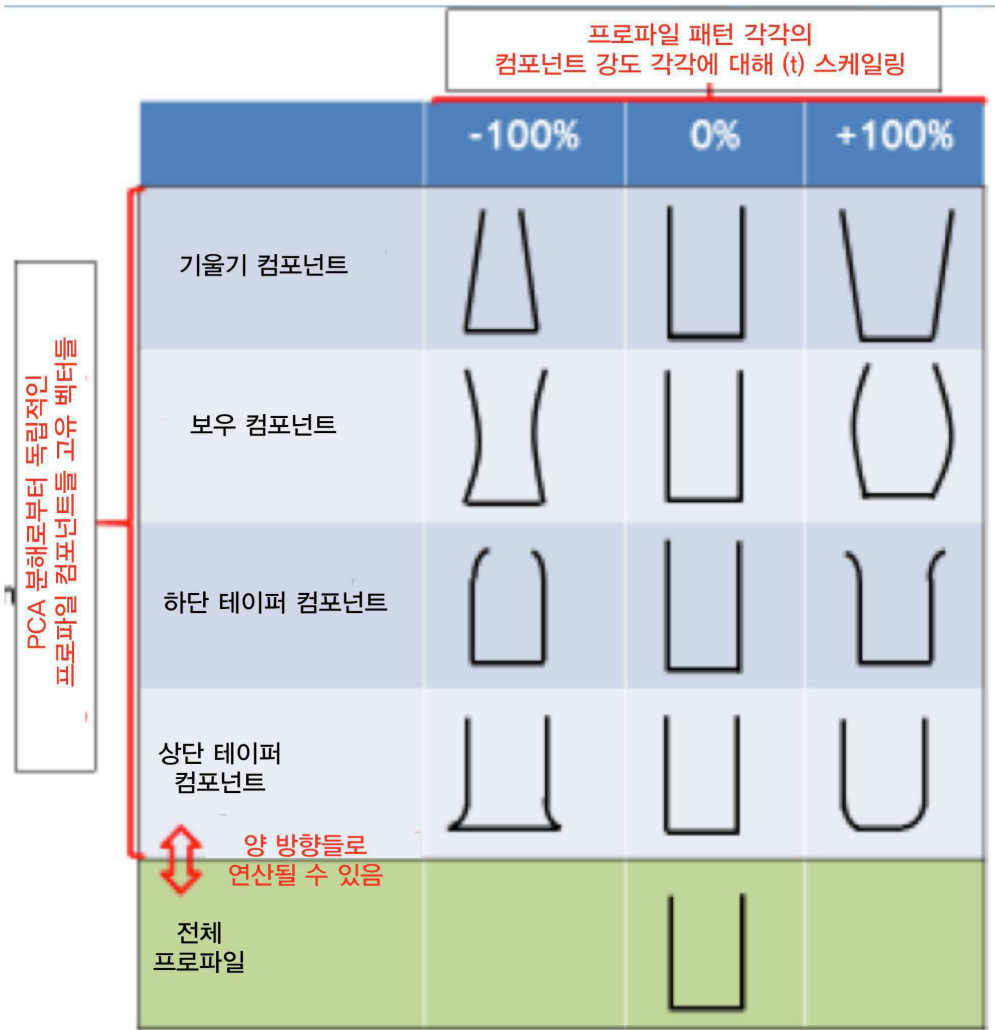 프로파일 패턴 각각의
컴포넌트 강도 각각에 대해 (t) 스케일링
-100%
0%
+100%
PCA 분해로부터 독립적인
프로파일 컴포넌트들 고유 벡터들
기울기 컴포넌트
보우 컴포넌트
하단 테이퍼 컴포넌트
상단 테이퍼
컴포넌트
양 방향들로
연산될 수 있음
전체
프로파일